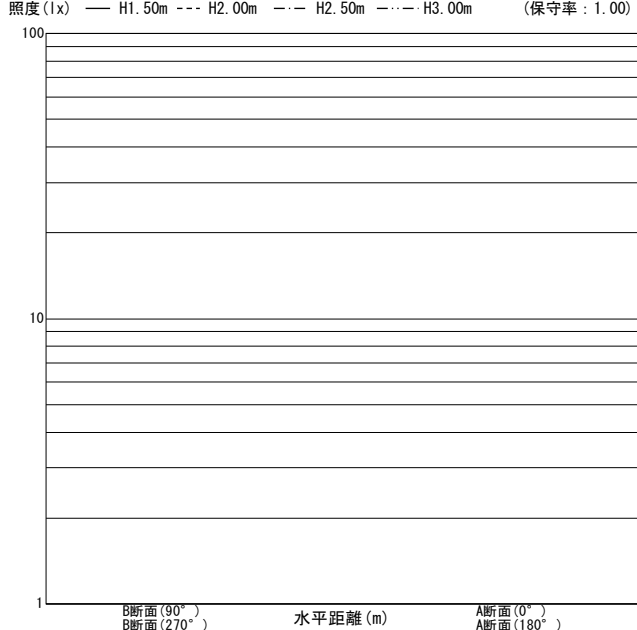 照度(lx) ── H1.50m --- H2.00m ─·─ H2.50m ─··─ H3.00m (保守率：1.00)
100
10
1
B断面(90°) A断面(0°)
水平距離(m)
B断面(270°) A断面(180°)